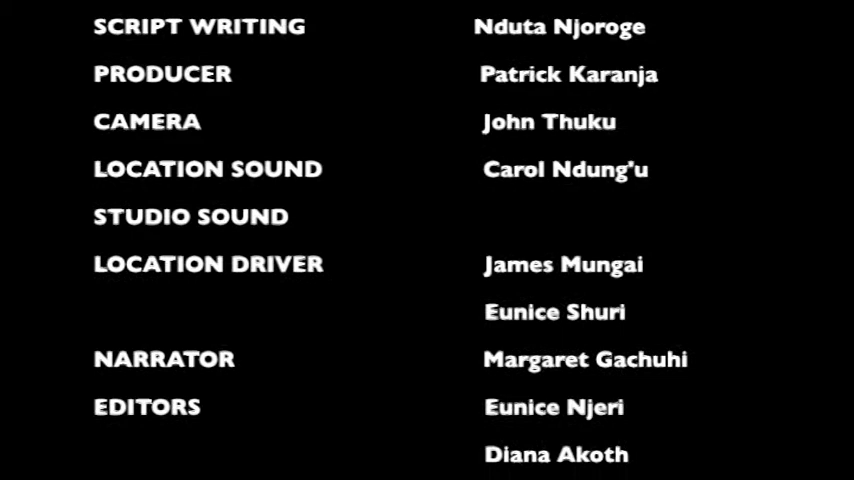 SCRIPT WRITING Nduta Njoroge
PRODUCER Patrick Karanja
CAMERA John Thuku
LOCATION SOUND Carol Ndung'u
STUDIO SOUND
LOCATION DRIVER James Mungai
Eunice Shuri
NARRATOR Margaret Gachuhi
EDITORS Eunice Njeri
Diana Akoth